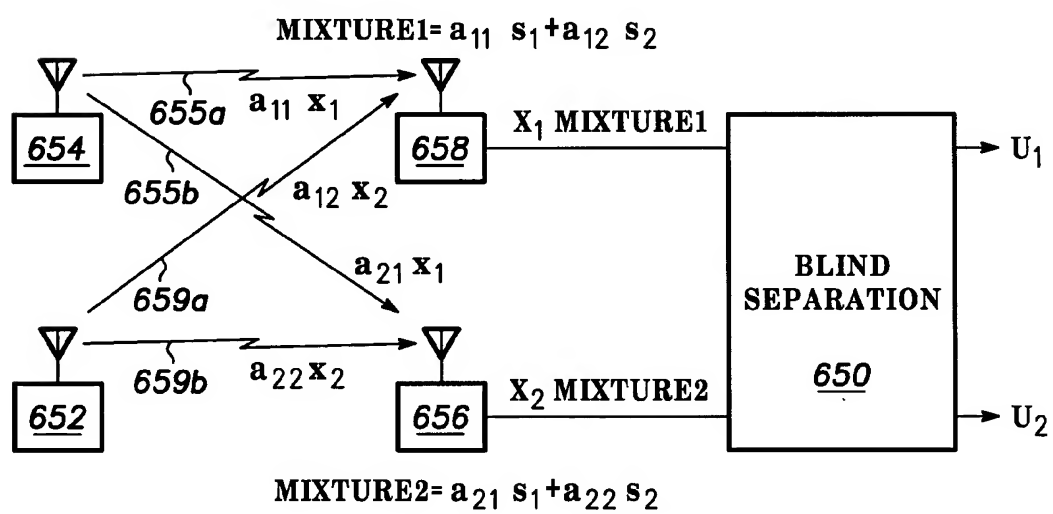 MIXTURE1= a11 s1+a12 s2
655a
a11 x1
654
658
X1 MIXTURE1
U1
655b
a12 x2
BLIND
SEPARATION
650
a21 x1
659a
659b
a22 x2
652
656
X2 MIXTURE2
U2
MIXTURE2= a21 s1+a22 s2